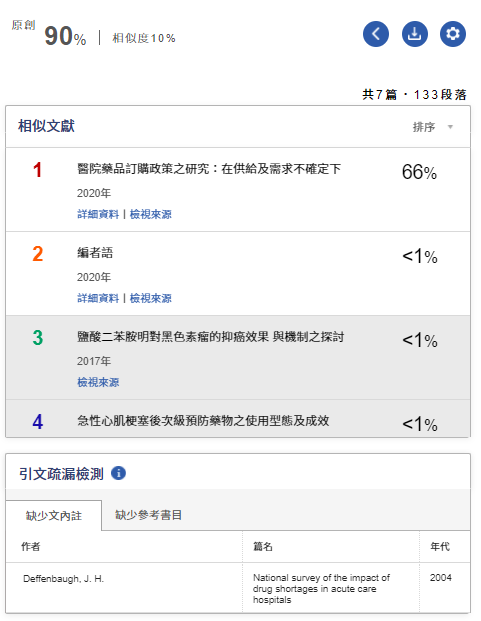 原創 90% | 相似度10%
共7篇・133段落
相似文獻
排序
1 醫院藥品訂購政策之研究：在供給及需求不確定下 66%
2020年
詳細資料 | 檢視來源
2 編者語 <1%
2020年
詳細資料 | 檢視來源
3 鹽酸二苯胺明對黑色素瘤的抑癌效果 與機制之探討 <1%
2017年
檢視來源
4 急性心肌梗塞後次級預防藥物之使用型態及成效 <1%
引文疏漏檢測
缺少文內註 缺少參考書目
作者 篇名 年代
Deffenbaugh, J. H. National survey of the impact of 2004
drug shortages in acute care
hospitals